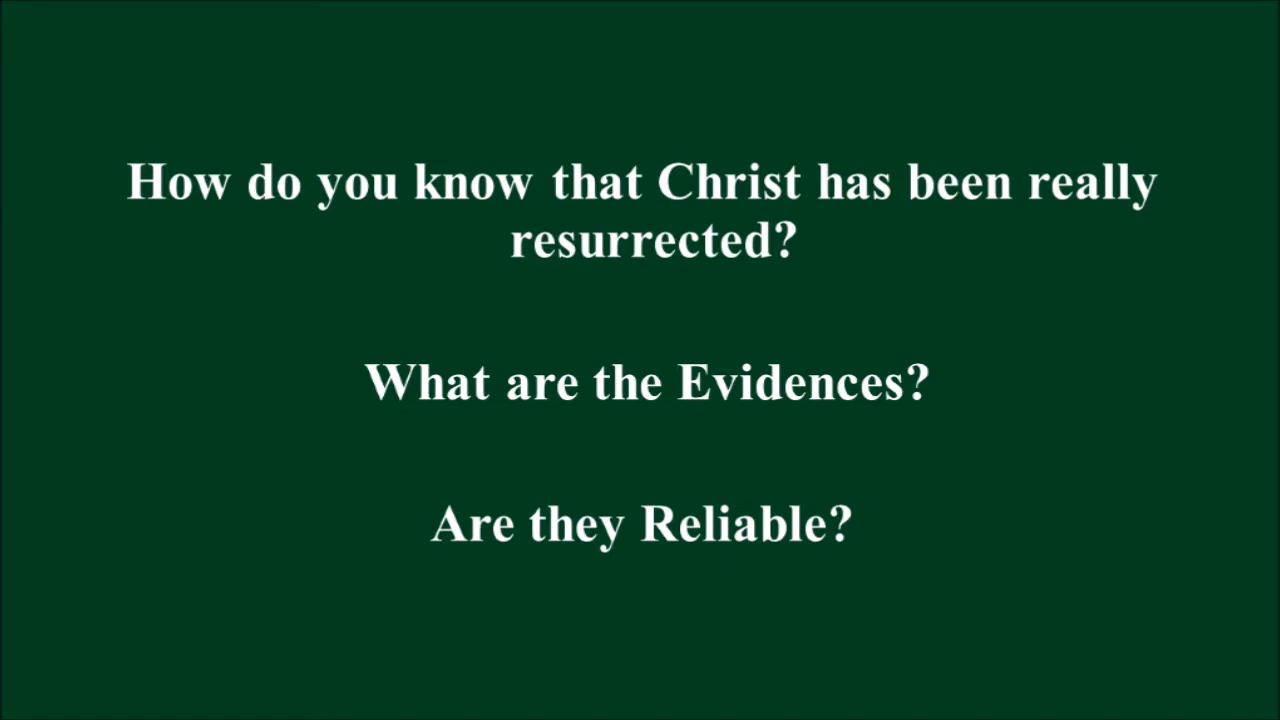 How do you know that Christ has been really
resurrected?
What are the Evidences?
Are they Reliable?